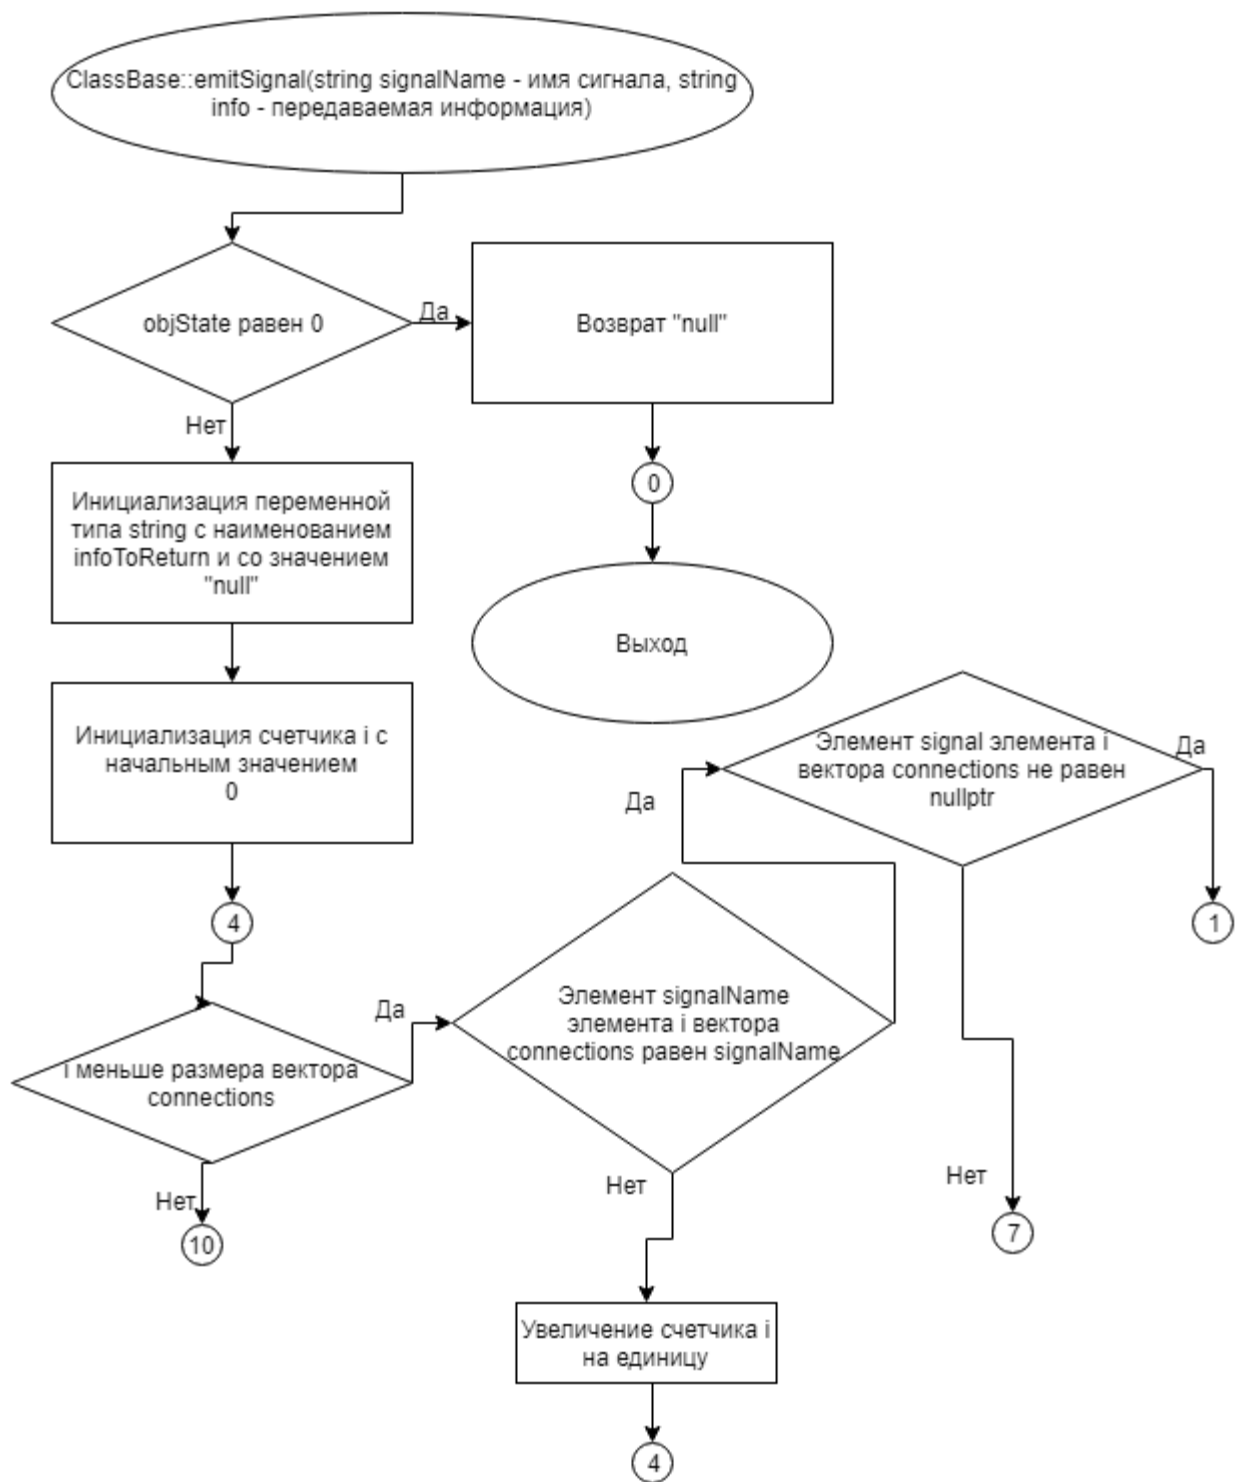 ClassBase::emitSignal(string signalName - имя сигнала, string
info - передаваемая информация)
objState равен 0
Да
Возврат "null"
Нет
0
Инициализация переменной
типа string с наименованием
infoToReturn и со значением
"null"
Выход
Инициализация счетчика i с
начальным значением
0
Элемент signal элемента i
вектора connections не равен
nullptr
Да
Да
4
1
Элемент signalName
элемента i вектора
connections равен signalName
Да
i меньше размера вектора
connections
Нет
10
Нет
Нет
7
Увеличение счетчика i
на единицу
4